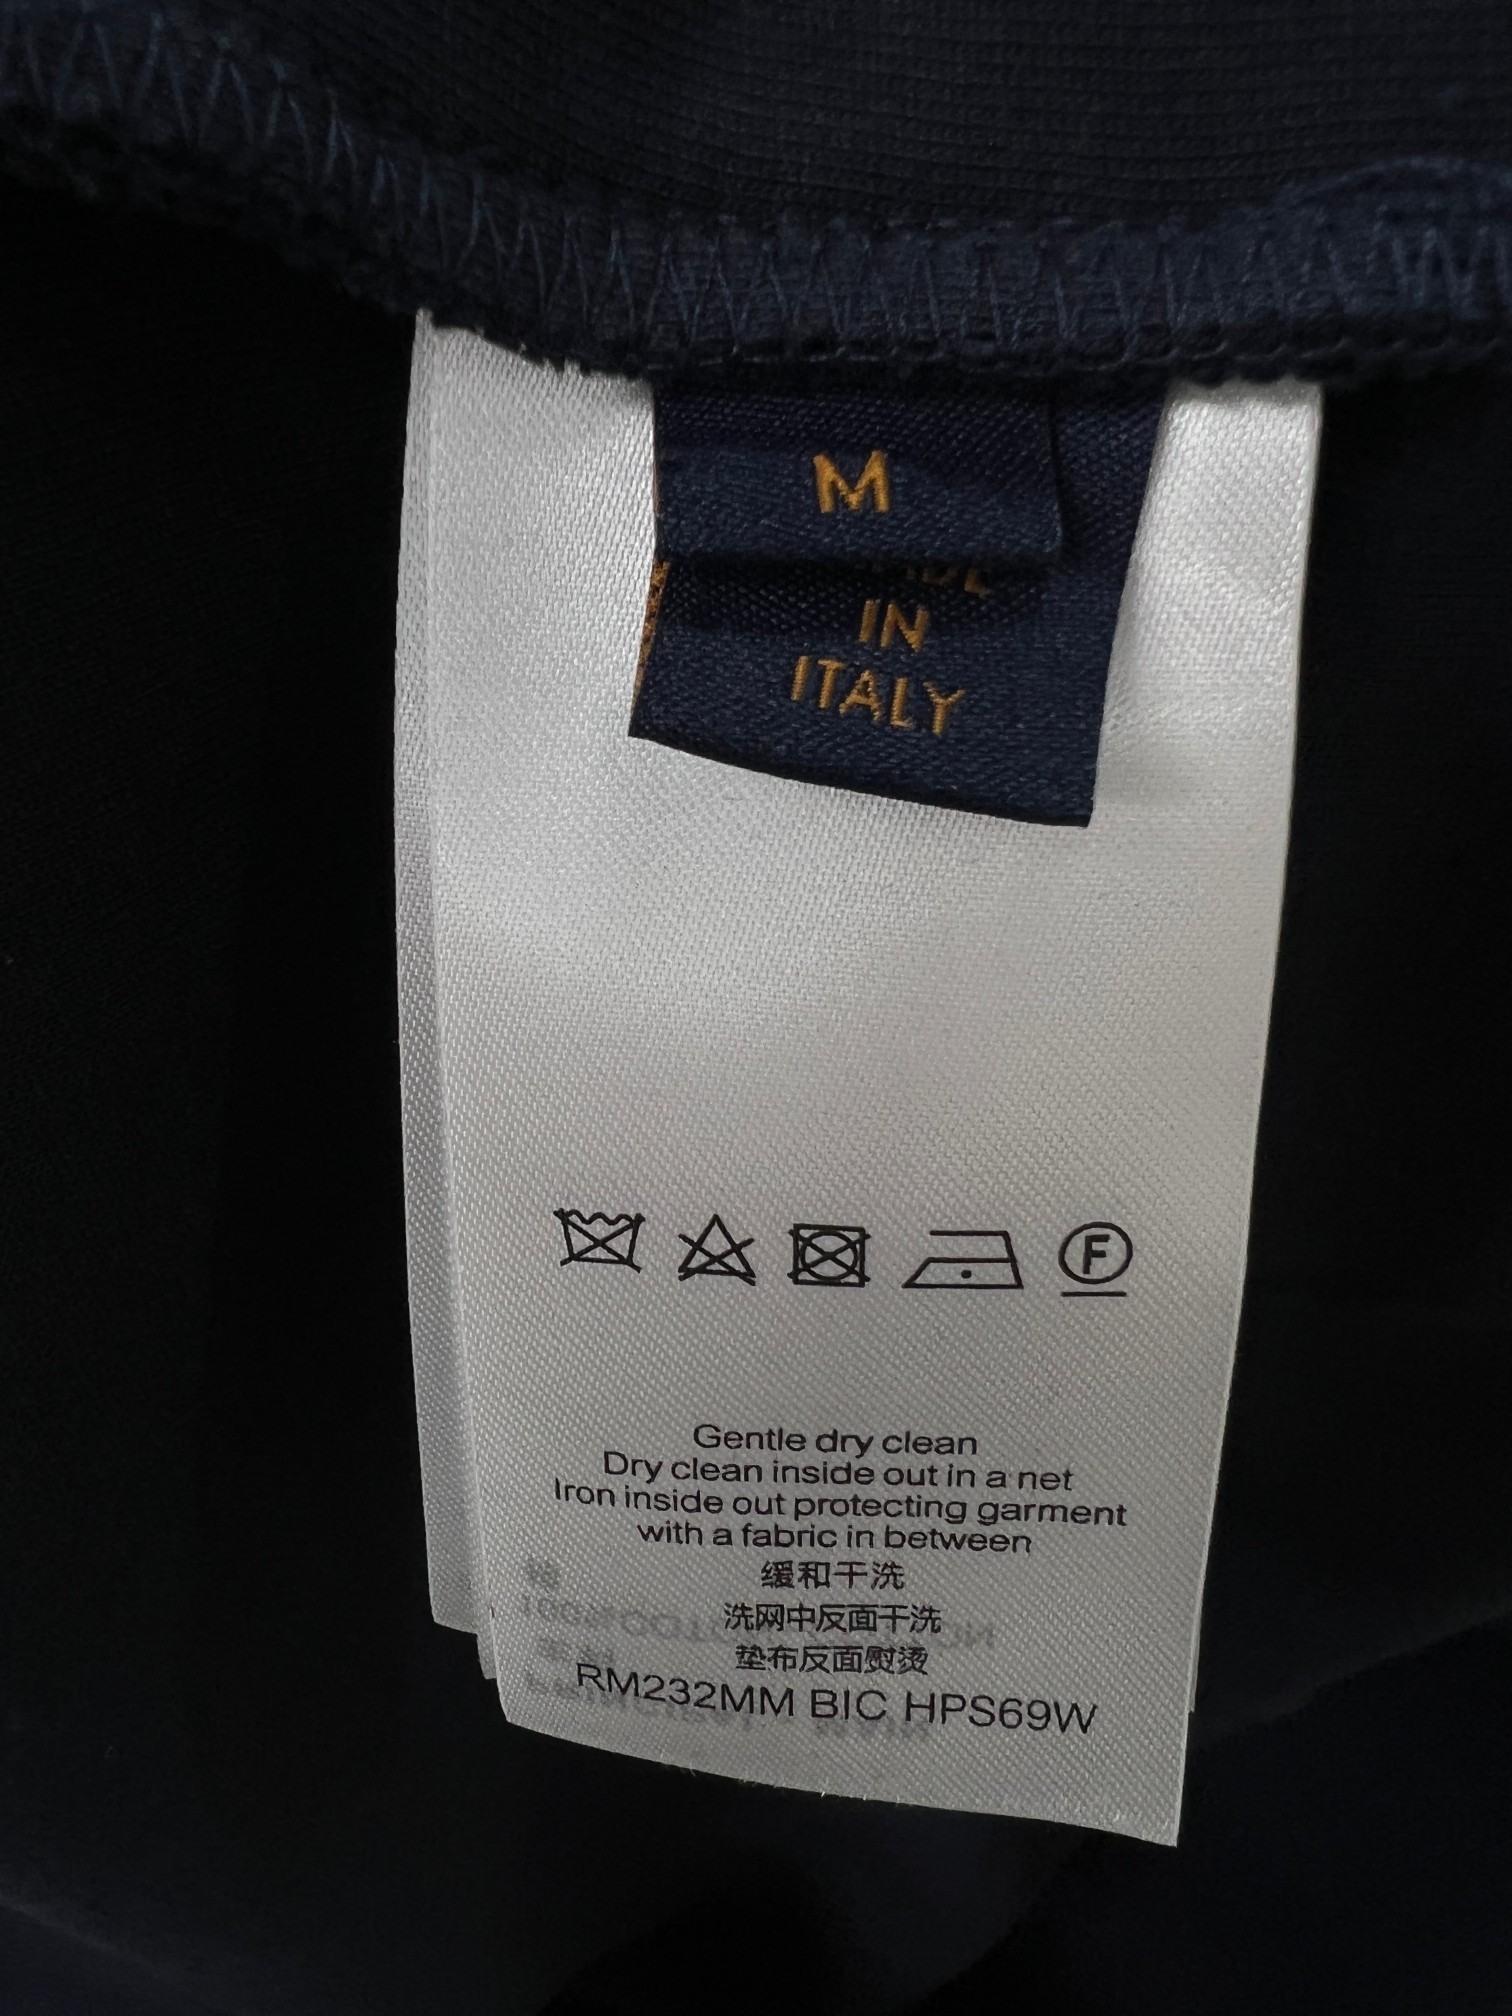 M
IN
ITALY
F
Gentle dry clean
Dry clean inside out in a net
Iron inside out protecting garment
with a fabric in between
缓和干洗
洗网中反面干洗
垫布反面熨烫
RM232MM BIC HPS69W